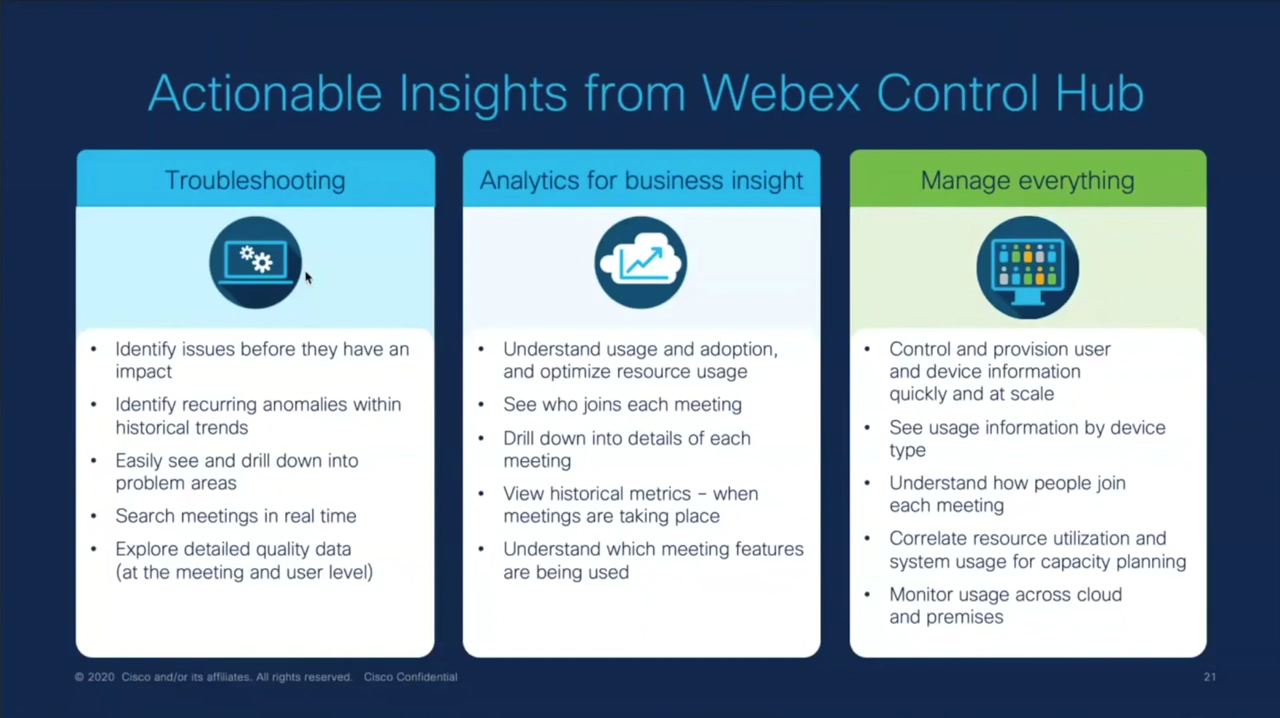 Actionable Insights from Webex Control Hub
Troubleshooting
• Identify issues before they have an
impact
• Identify recurring anomalies within
historical trends
• Easily see and drill down into
problem areas
• Search meetings in real time
• Explore detailed quality data
(at the meeting and user level)
Analytics for business insight
• Understand usage and adoption,
and optimize resource usage
• See who joins each meeting
• Drill down into details of each
meeting
• View historical metrics – when
meetings are taking place
• Understand which meeting features
are being used
Manage everything
• Control and provision user
and device information
quickly and at scale
• See usage information by device
type
• Understand how people join
each meeting
• Correlate resource utilization and
system usage for capacity planning
• Monitor usage across cloud
and premises
© 2020 Cisco and/or its affiliates. All rights reserved. Cisco Confidential
21